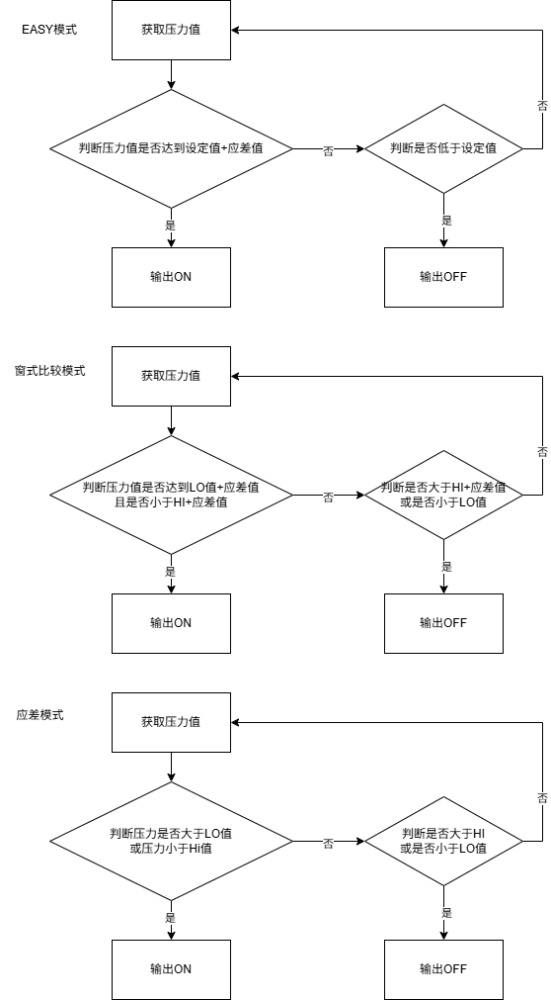 EASY模式
获取压力值
判断压力值是否达到设定值+应差值
否
判断是否低于设定值
否
是
是
输出ON
输出OFF
窗式比较模式
获取压力值
判断压力值是否达到LO值+应差值
且是否小于HI+应差值
否
判断是否大于HI+应差值
或是否小于LO值
否
是
是
输出ON
输出OFF
应差模式
获取压力值
判断压力是否大于LO值
或压力小于Hi值
否
判断是否大于HI
或是否小于LO值
否
是
是
输出ON
输出OFF